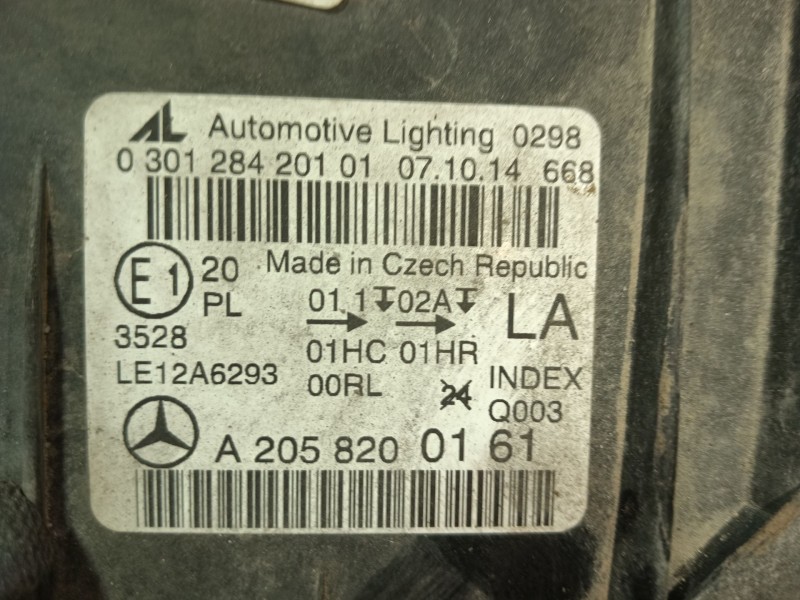 AL Automotive Lighting 0298
0 301 284 201 01 07.10.14 668
E1 20 PL Made in Czech Republic
01 1 02A LA
3528 01HC 01HR
LE12A6293 00RL 24 INDEX
Q003
A 205 820 01 61